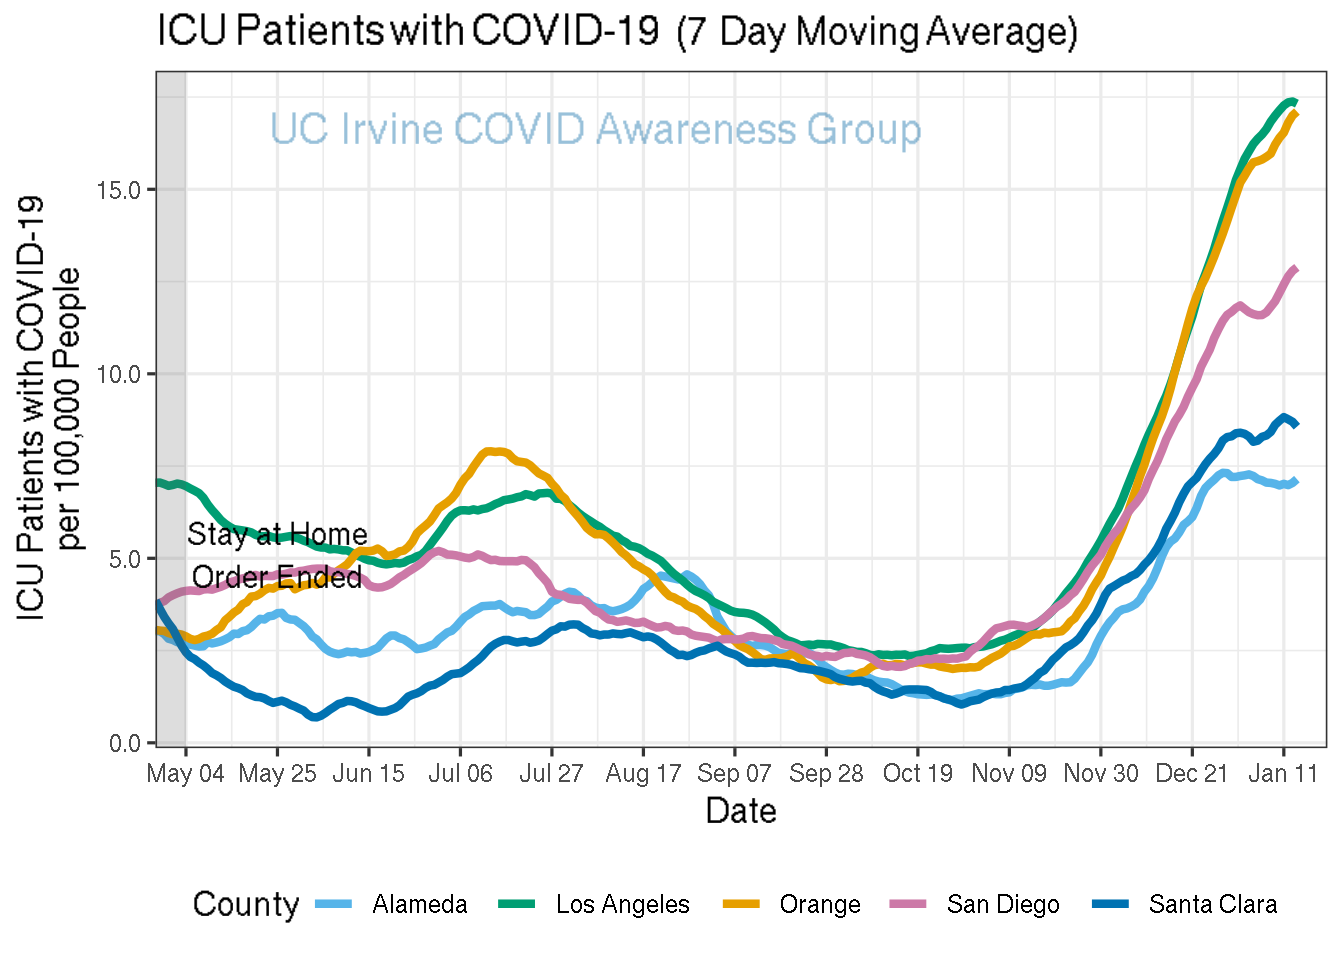 ICU Patients with COVID-19 (7 Day Moving Average)
UC Irvine COVID Awareness Group
ICU Patients with COVID-19
per 100,000 People
15.0
10.0
5.0
0.0
Stay at Home
Order Ended
May 04 May 25 Jun 15 Jul 06 Jul 27 Aug 17 Sep 07 Sep 28 Oct 19 Nov 09 Nov 30 Dec 21 Jan 11
Date
County Alameda Los Angeles Orange San Diego Santa Clara